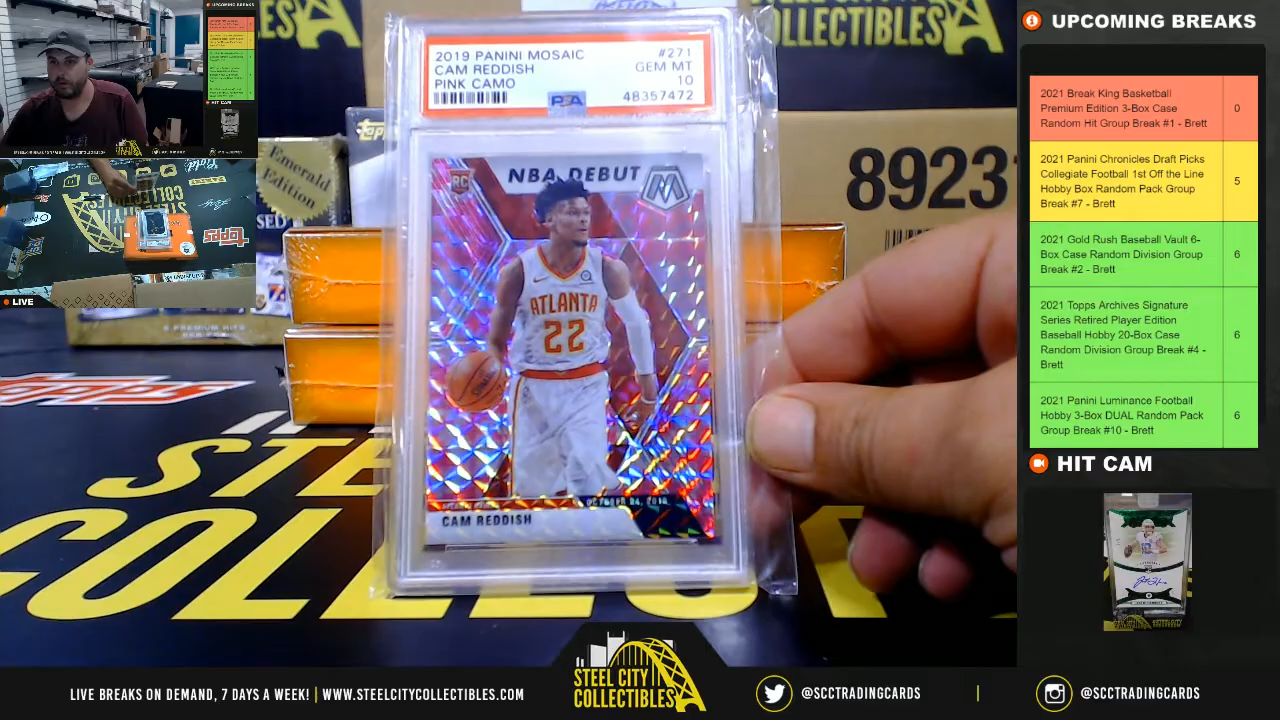 UPCOMING BREAKS
2021 Break King Basketball
Premium Edition 3-Box Case
Random Hit Group Break #1 - Brett
0
2021 Panini Chronicles Draft Picks
Collegiate Football 1st Off the Line
Hobby Box Random Pack Group
Break #7 - Brett
5
2021 Gold Rush Baseball Vault 6-
Box Case Random Division Group
Break #2 - Brett
6
2021 Topps Archives Signature
Series Retired Player Edition
Baseball Hobby 20-Box Case
Random Division Group Break #4 -
Brett
6
2021 Panini Luminance Football
Hobby 3-Box DUAL Random Pack
Group Break #10 - Brett
6
HIT CAM
2019 PANINI MOSAIC
CAM REDDISH
PINK CAMO
#271
GEM MT
10
48357472
PSA
NBA DEBUT
RC
M
ATLANTA
22
CAM REDDISH
COLLECTIBLES
Emerald
Edition
8923
topps
STEEL
COLLECT
LIVE
LIVE BREAKS ON DEMAND, 7 DAYS A WEEK! | WWW.STEELCITYCOLLECTIBLES.COM
STEEL CITY
COLLECTIBLES
@SCCTRADINGCARDS
@SCCTRADINGCARDS